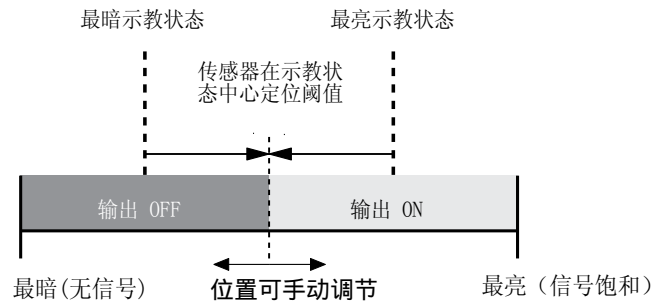 最暗示教状态
最亮示教状态
传感器在示教状
态中心定位阈值
输出 OFF
输出 ON
最暗(无信号)
位置可手动调节
最亮（信号饱和）